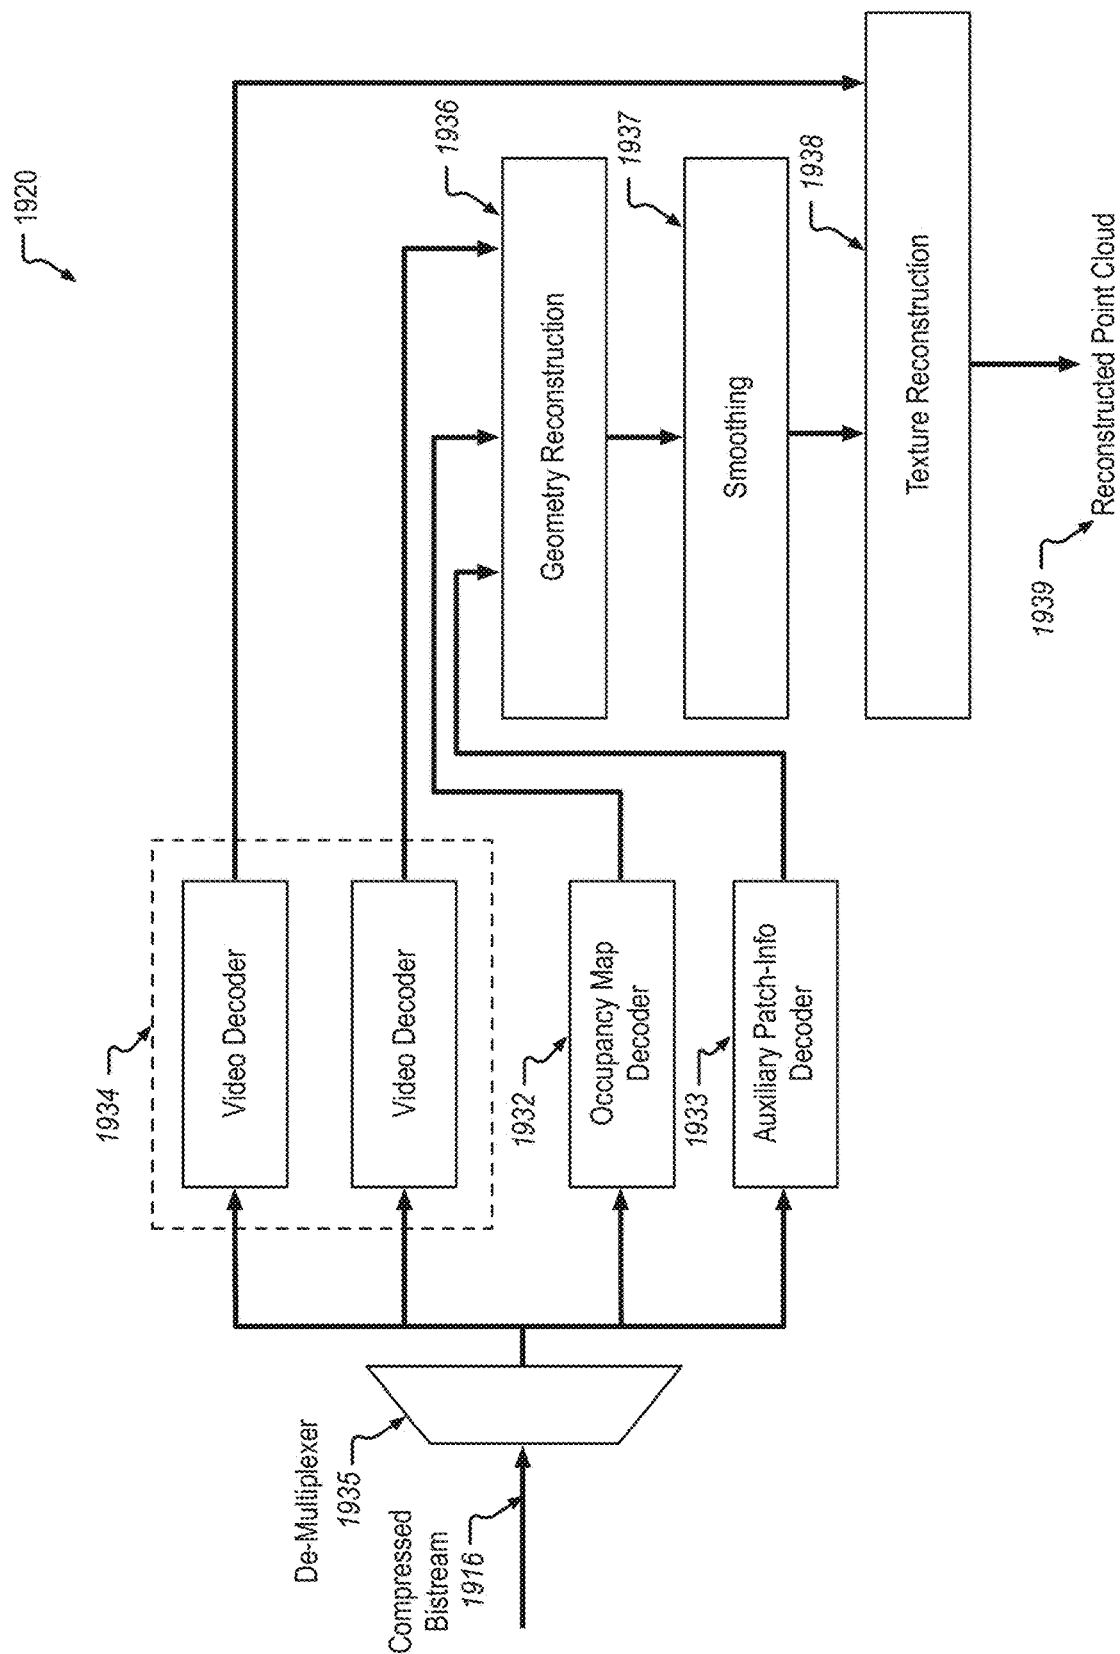 1920
1934
Video Decoder
Video Decoder
1932
Occupancy Map
Decoder
1933
Auxiliary Patch-Info
Decoder
De-Multiplexer
1935
Compressed
Bistream
1916
1936
Geometry Reconstruction
1937
Smoothing
1938
Texture Reconstruction
1939
Reconstructed Point Cloud